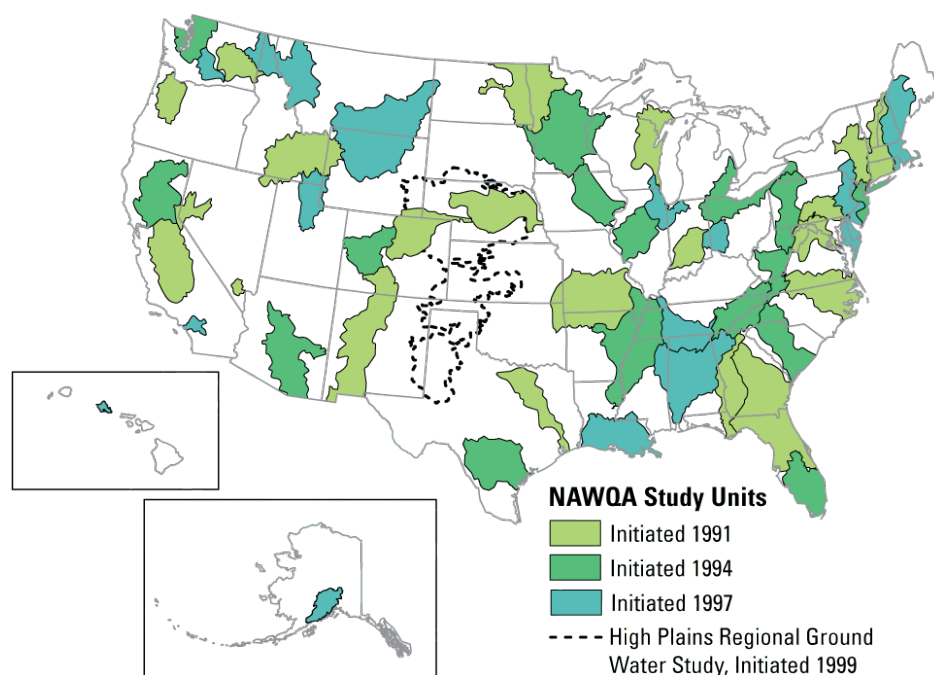 NAWQA Study Units
Initiated 1991
Initiated 1994
Initiated 1997
High Plains Regional Ground
Water Study, Initiated 1999